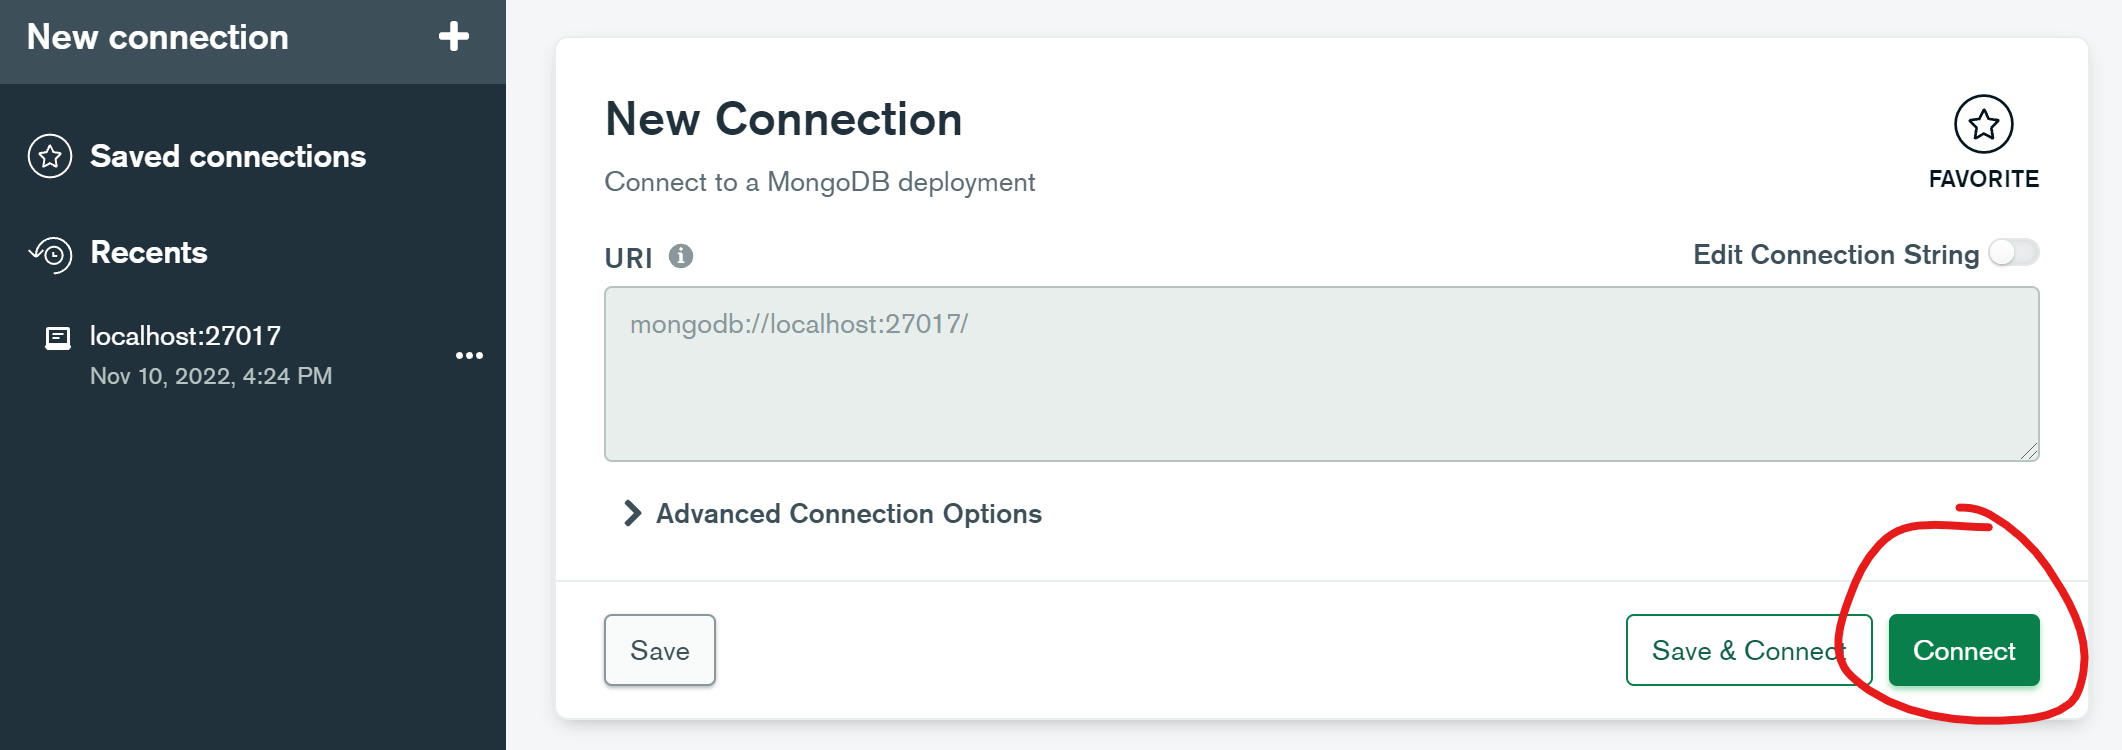 New connection
Saved connections
Recents
localhost:27017
Nov 10, 2022, 4:24 PM
New Connection
Connect to a MongoDB deployment
FAVORITE
URI
Edit Connection String
mongodb://localhost:27017/
Advanced Connection Options
Save
Save & Connect
Connect